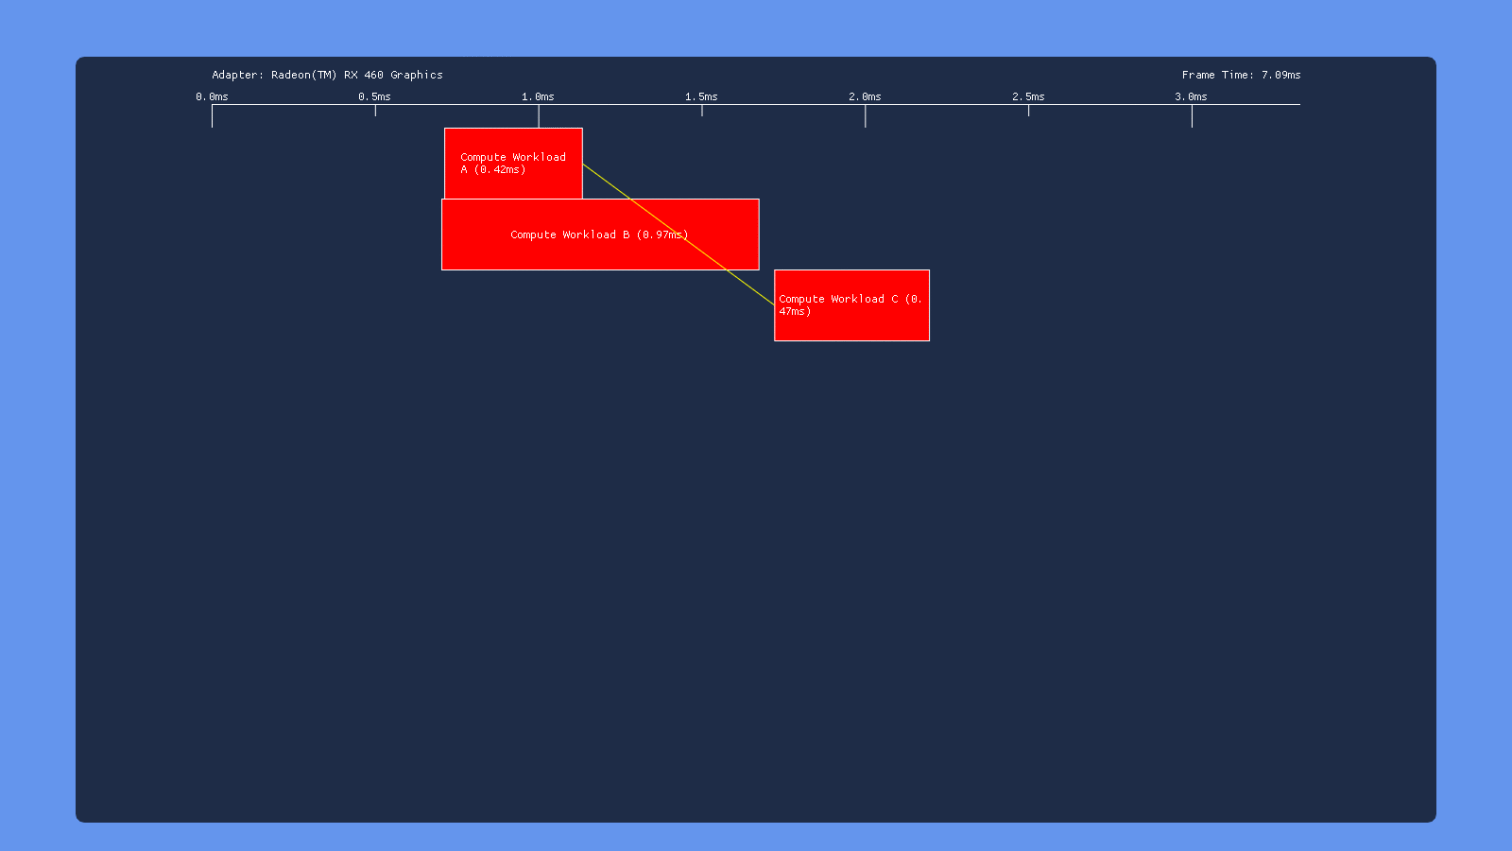 Adapter: Radeon(TM) RX 460 Graphics
Frame Time: 7.09ms
0.0ms 0.5ms 1.0ms 1.5ms 2.0ms 2.5ms 3.0ms
Compute Workload
A (0.42ms)
Compute Workload B (0.97ms)
Compute Workload C (0.
47ms)